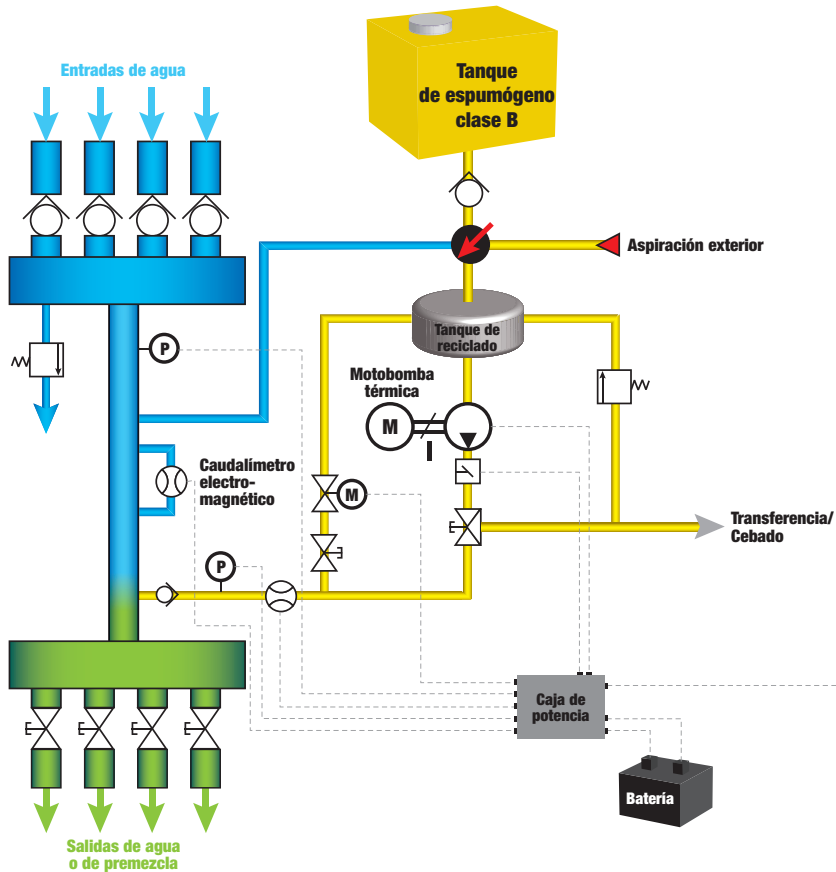 Entradas de agua
Tanque
de espumógeno
clase B
Aspiración exterior
Tanque de
reciclado
P
Motobomba
térmica
M
Caudalímetro
electro-
magnético
M
Transferencia/
Cebado
P
Caja de
potencia
Batería
Salidas de agua
o de premezcla